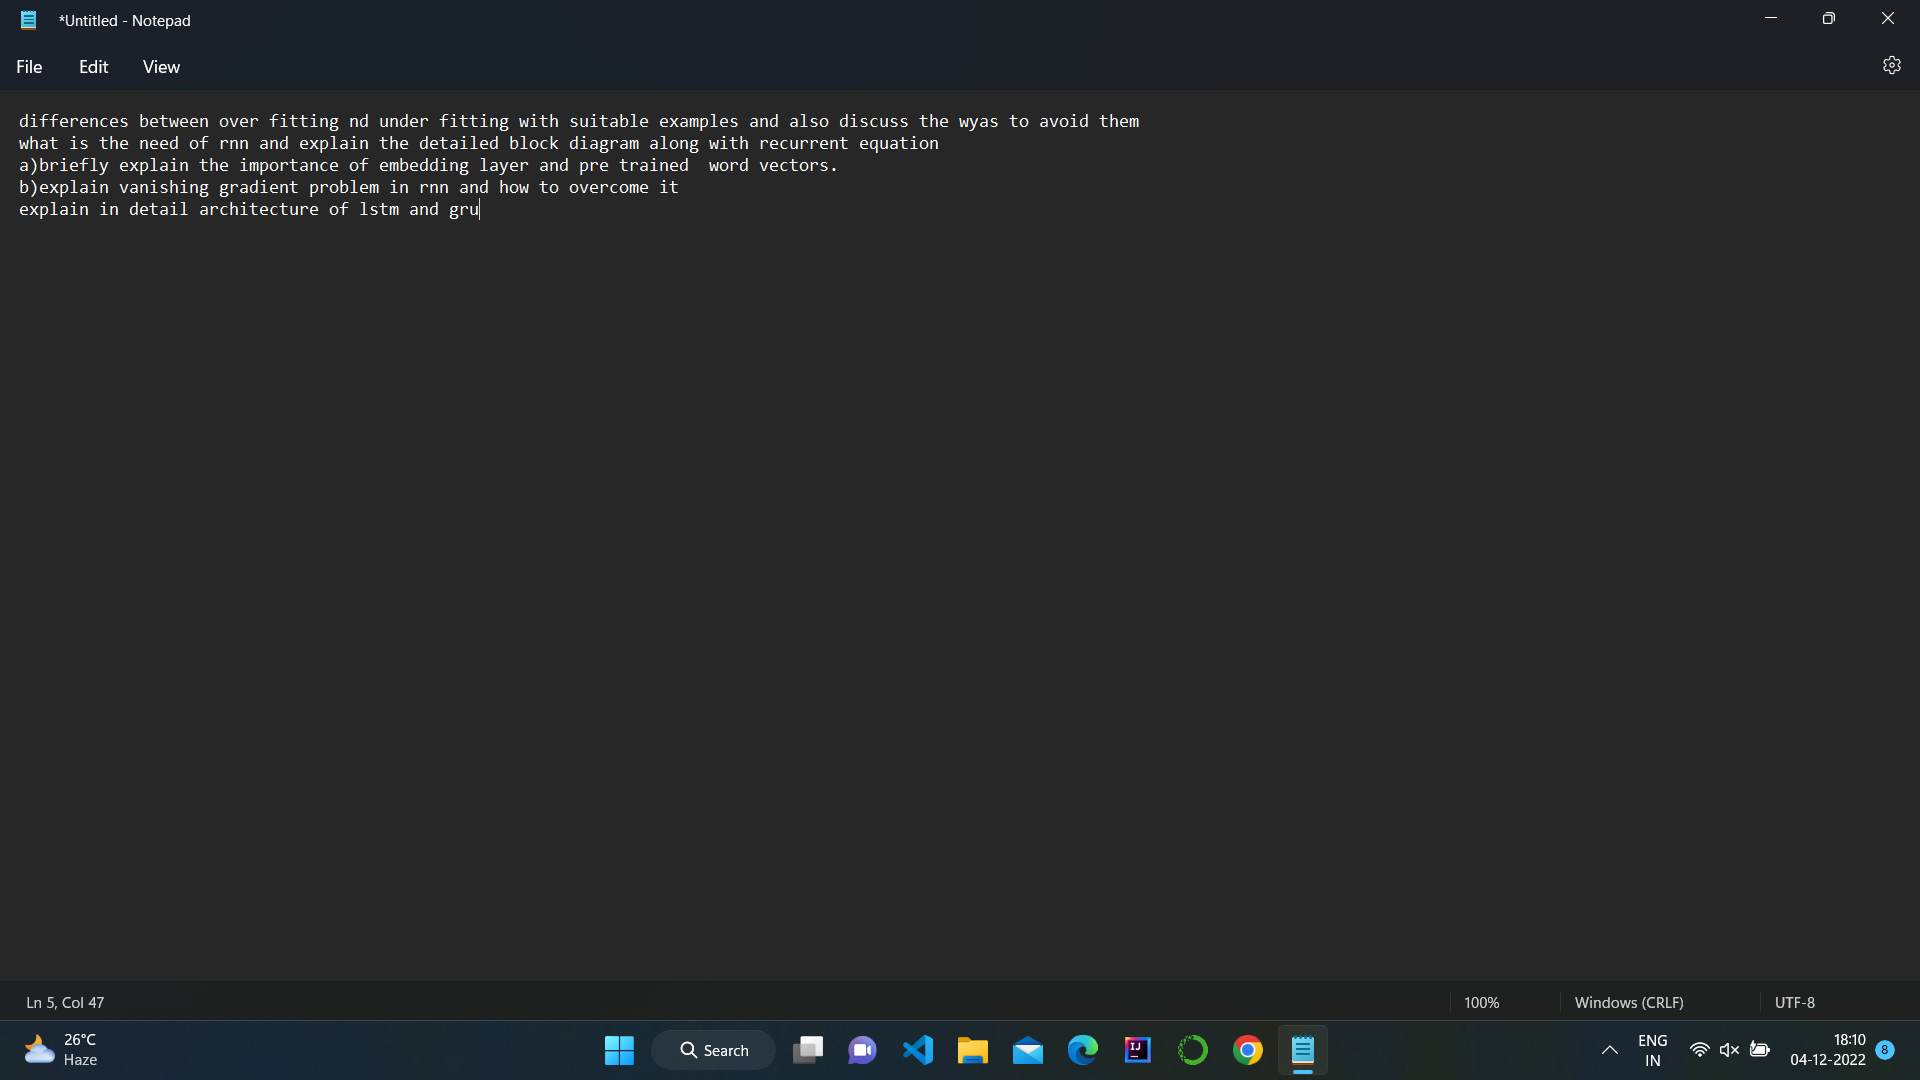 *Untitled - Notepad
File Edit View
differences between over fitting nd under fitting with suitable examples and also discuss the wyas to avoid them
what is the need of rnn and explain the detailed block diagram along with recurrent equation
a)briefly explain the importance of embedding layer and pre trained  word vectors.
b)explain vanishing gradient problem in rnn and how to overcome it
explain in detail architecture of lstm and gru
Ln 5, Col 47 100% Windows (CRLF) UTF-8
26°C
Haze
Search
IJ
ENG
IN
18:10
04-12-2022
8